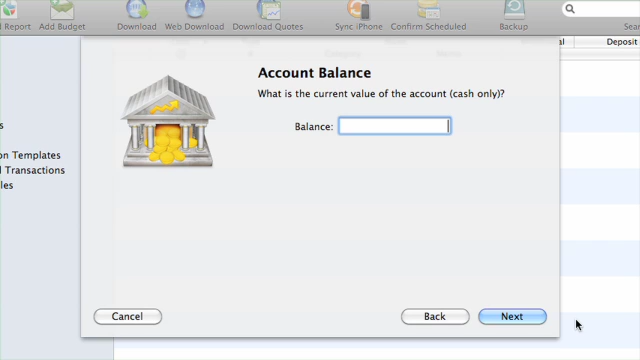 d Report Add Budget Download Web Download Download Quotes Sync iPhone Confirm Scheduled Backup Sear
al Deposit
Account Balance
What is the current value of the account (cash only)?
Balance:
s
on Templates
d Transactions
les
Cancel Back Next